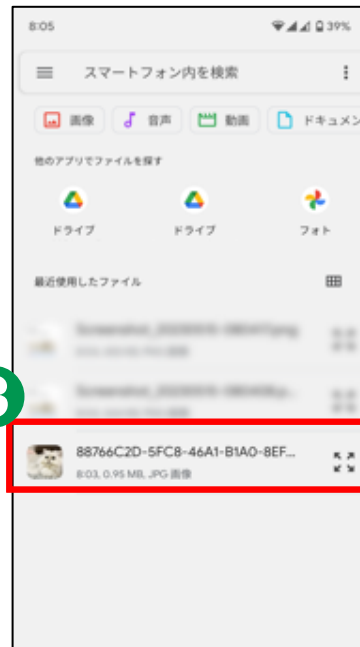 8:05
39%
スマートフォン内を検索
画像 音声 動画 ドキュメン
他のアプリでファイルを探す
ドライブ ドライブ フォト
最近使用したファイル
88766C2D-5FC8-46A1-B1A0-8EF...
8:03, 0.95 MB, JPG 画像